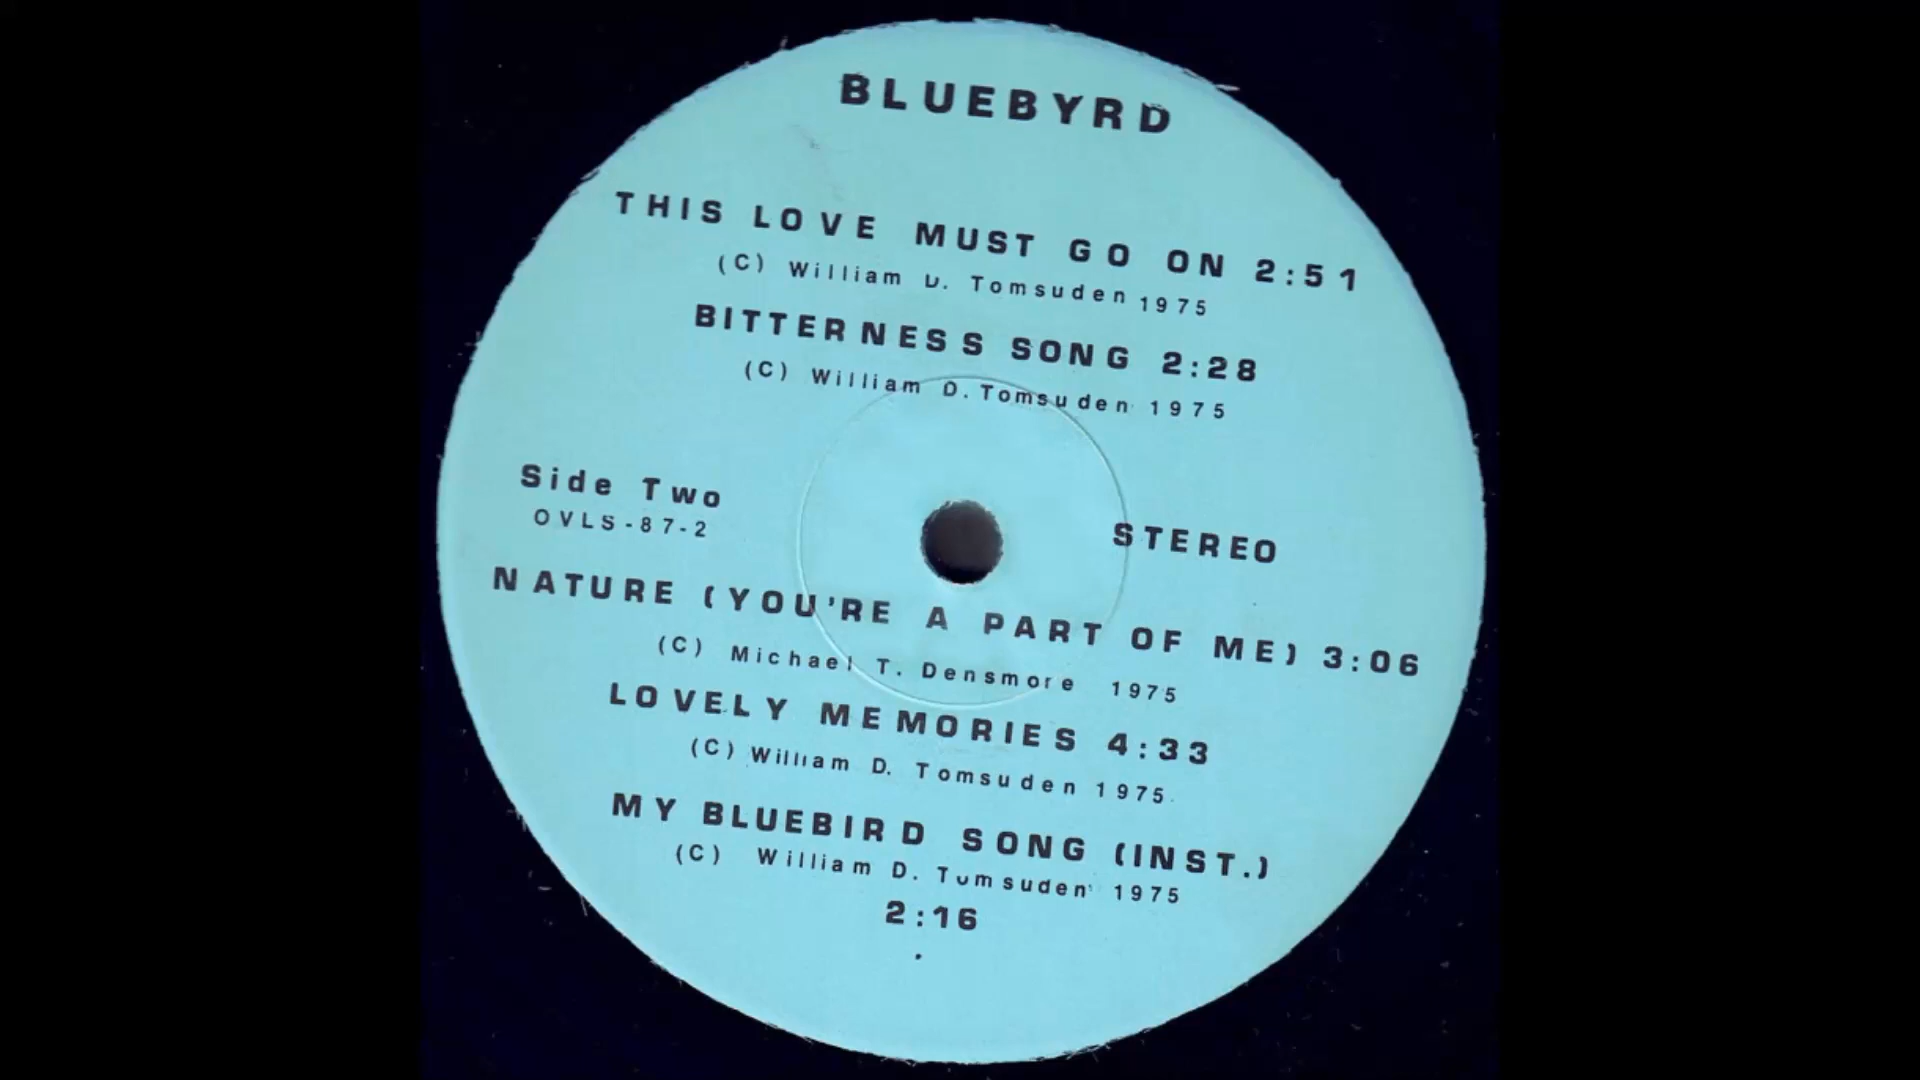 BLUEBYRD
THIS LOVE MUST GO ON 2:51
(C) William D. Tomsuden 1975
BITTERNESS SONG 2:28
(C) William D. Tomsuden 1975
Side Two
OVLS-87-2
STEREO
NATURE (YOU'RE A PART OF ME) 3:06
(C) Michael T. Densmore 1975
LOVELY MEMORIES 4:33
(C) William D. Tomsuden 1975.
MY BLUEBIRD SONG (INST.)
(C) William D. Tomsuden 1975
2:16